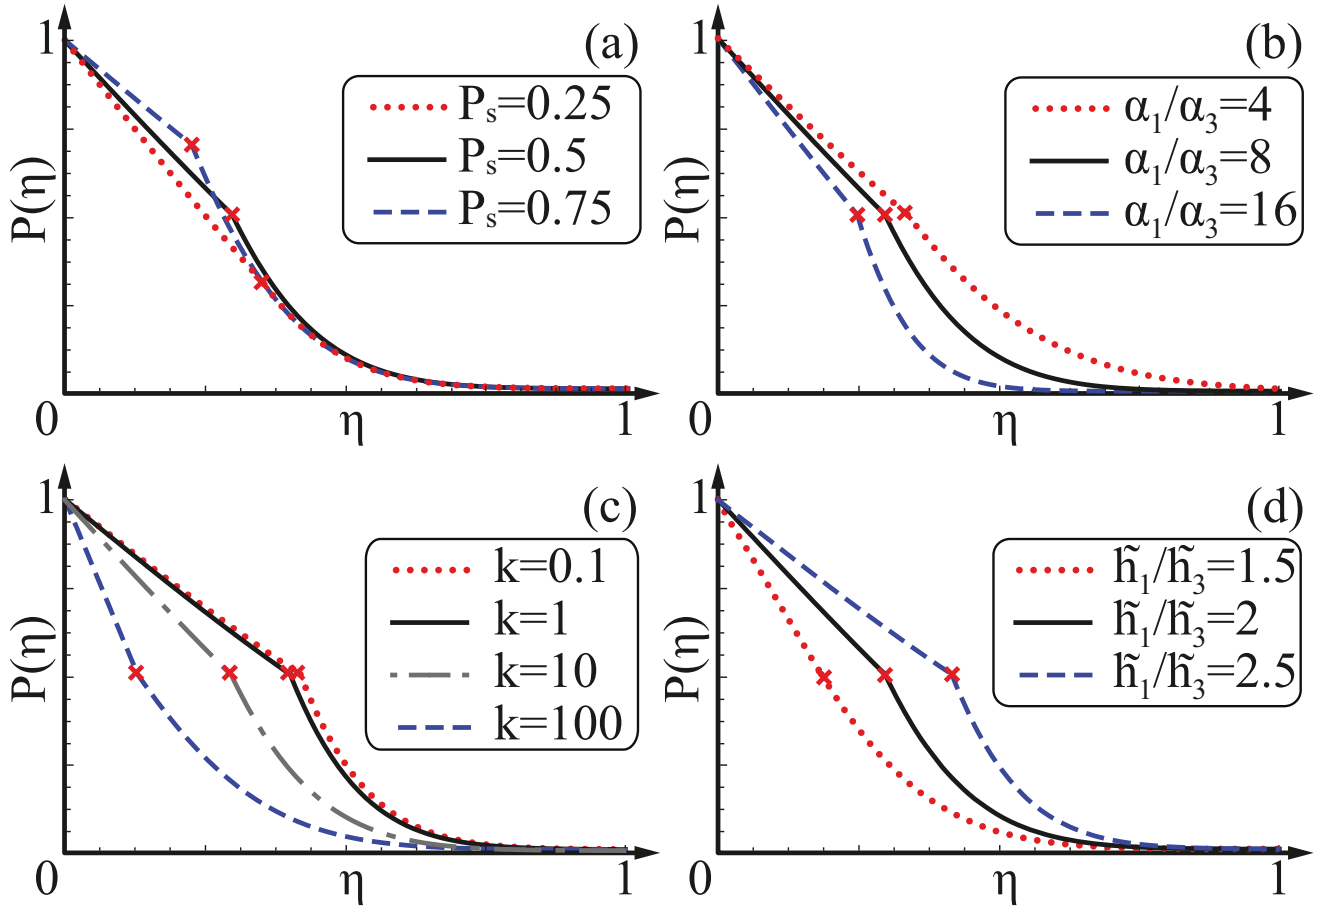 (a)
1
P(η)
Pₛ=0.25
Pₛ=0.5
Pₛ=0.75
0
η
1
(b)
1
P(η)
α₁/α₃=4
α₁/α₃=8
α₁/α₃=16
0
η
1
(c)
1
P(η)
k=0.1
k=1
k=10
k=100
0
η
1
(d)
1
P(η)
h̃₁/h̃₃=1.5
h̃₁/h̃₃=2
h̃₁/h̃₃=2.5
0
η
1